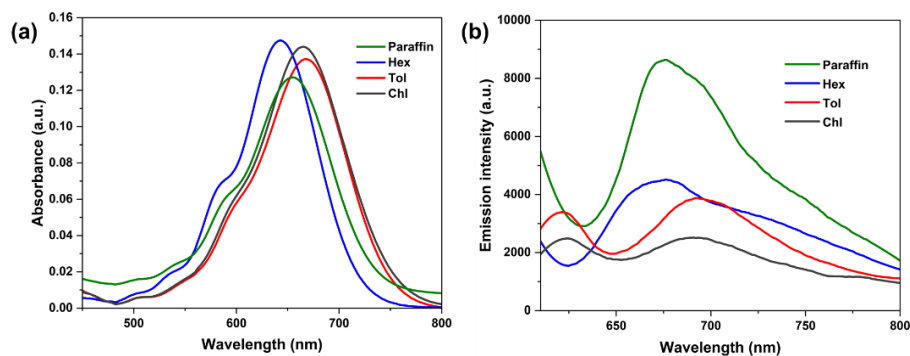 (a)
Absorbance (a.u.)
0.16
0.14
0.12
0.10
0.08
0.06
0.04
0.02
0.00
500
600
700
800
Wavelength (nm)
Paraffin
Hex
Tol
Chl
(b)
Emission intensity (a.u.)
10000
8000
6000
4000
2000
0
650
700
750
800
Wavelength (nm)
Paraffin
Hex
Tol
Chl